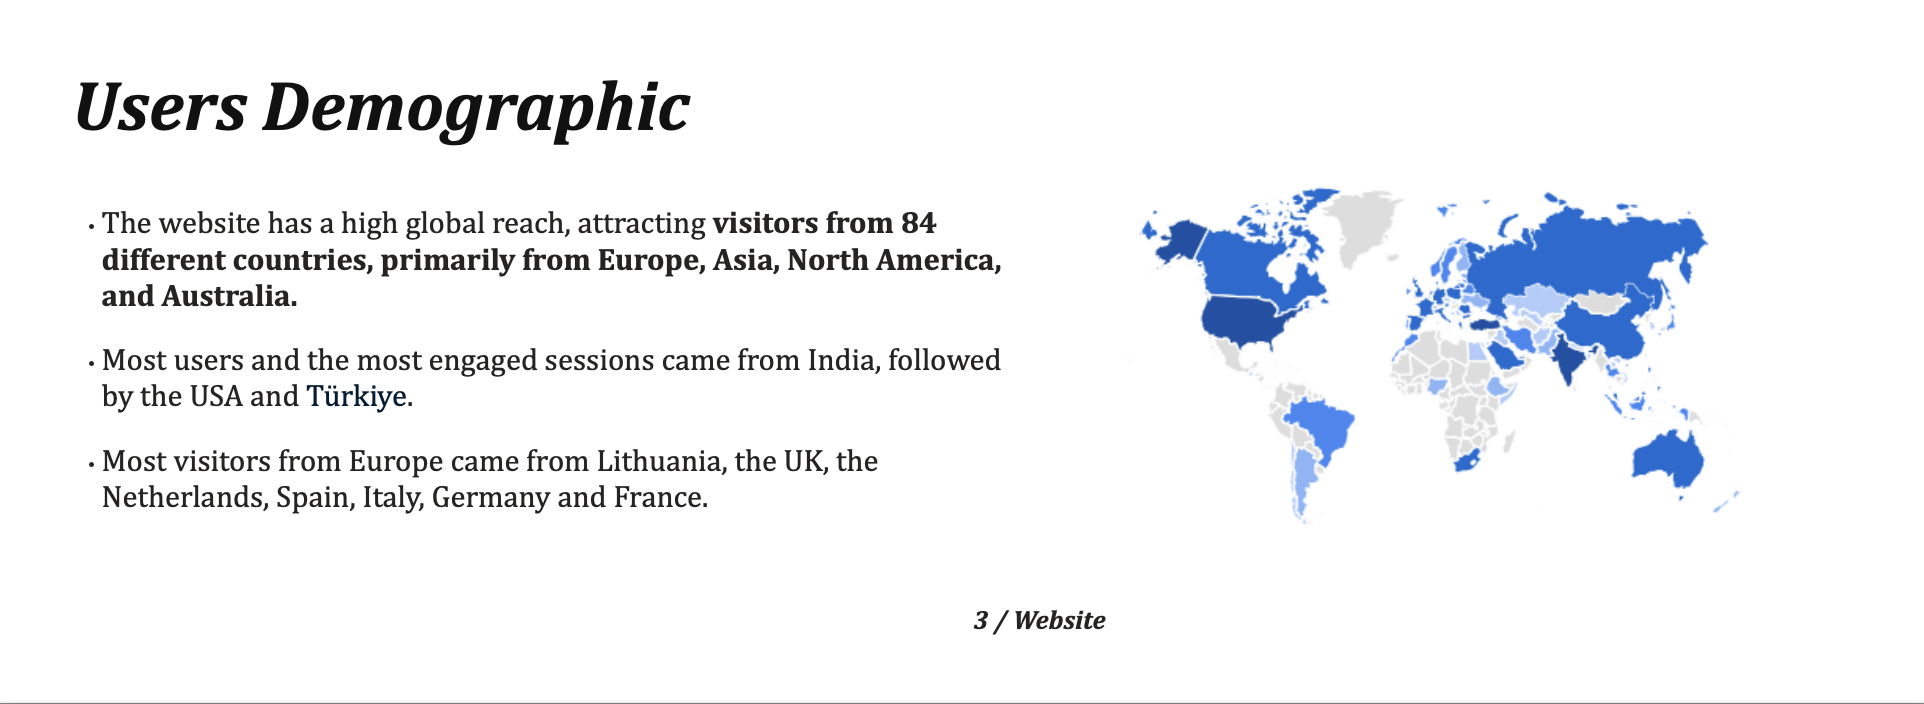 Users Demographic
• The website has a high global reach, attracting visitors from 84
different countries, primarily from Europe, Asia, North America,
and Australia.
• Most users and the most engaged sessions came from India, followed
by the USA and Türkiye.
• Most visitors from Europe came from Lithuania, the UK, the
Netherlands, Spain, Italy, Germany and France.
3 / Website